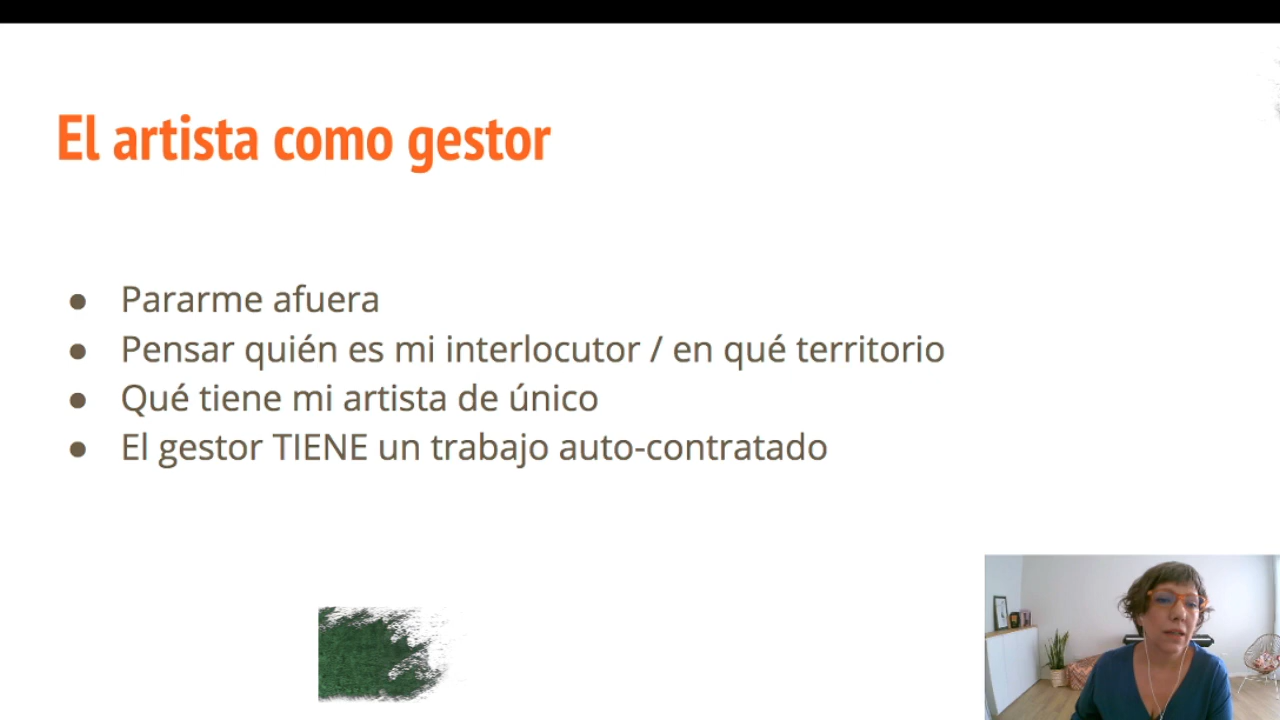 El artista como gestor
● Pararme afuera
● Pensar quién es mi interlocutor / en qué territorio
● Qué tiene mi artista de único
● El gestor TIENE un trabajo auto-contratado